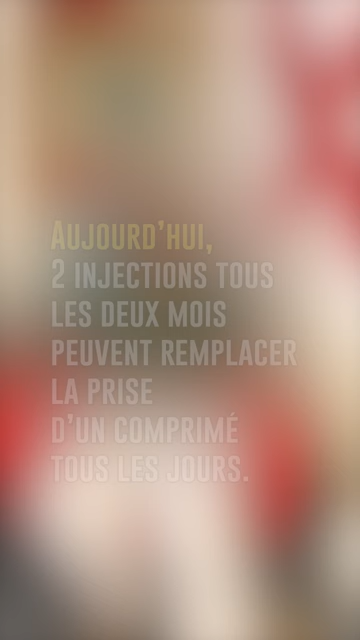 Aujourd'hui,
2 injections tous
les deux mois
peuvent remplacer
la prise
d'un comprimé
tous les jours.